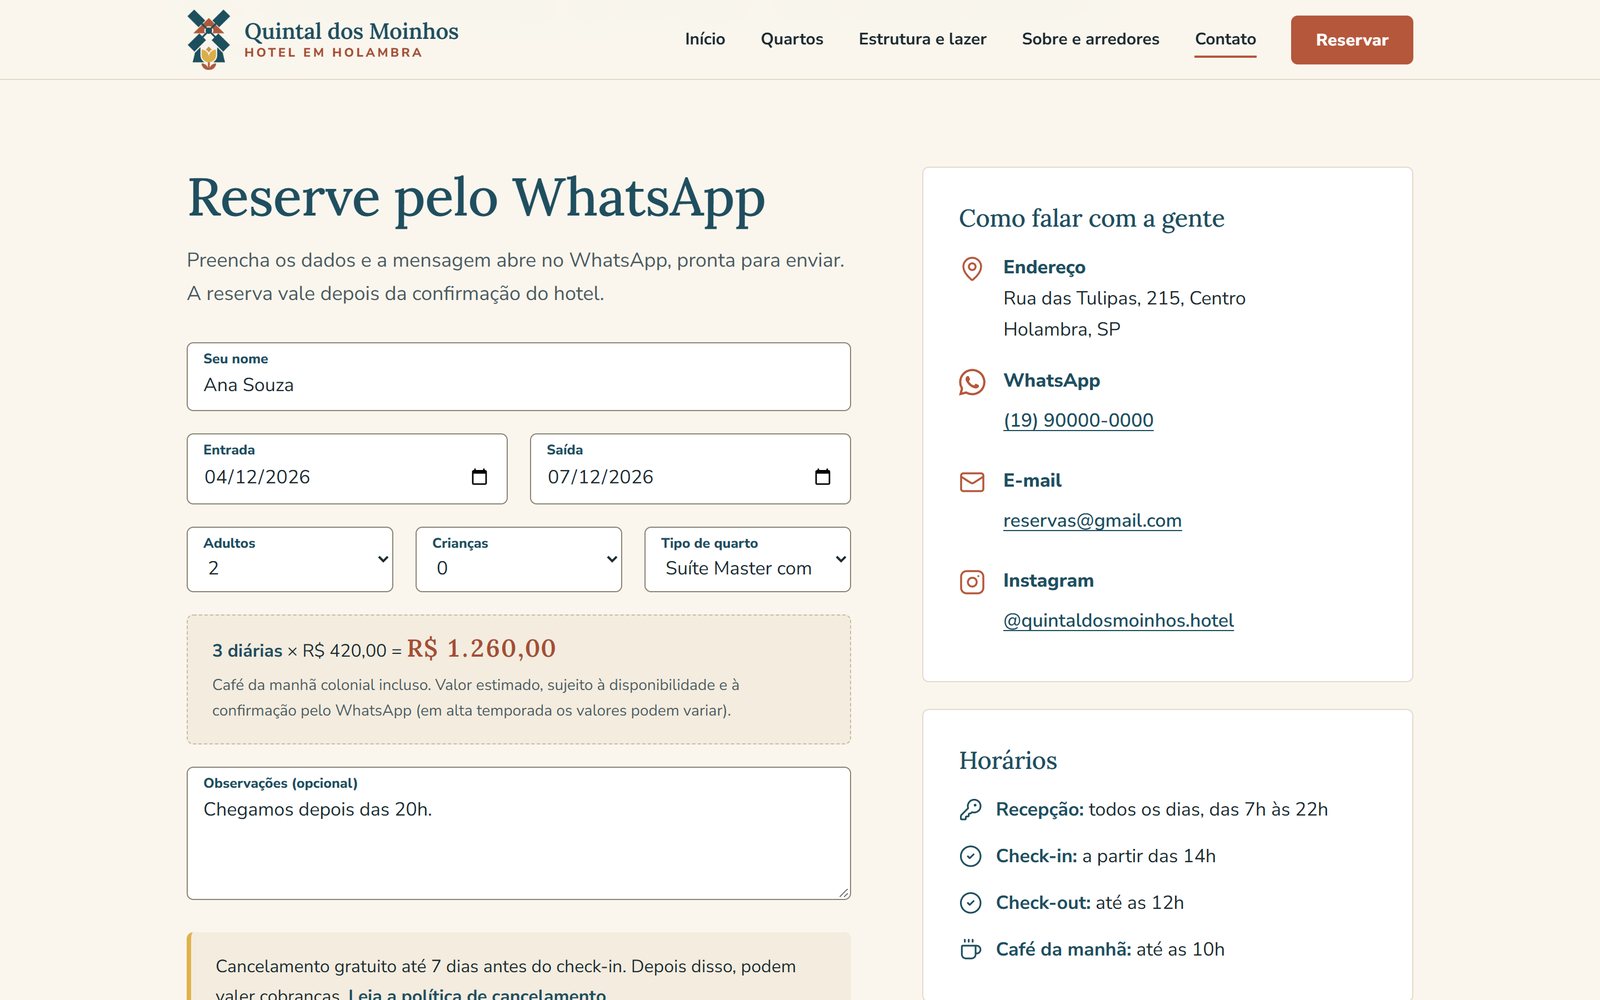 Quintal dos Moinhos
HOTEL EM HOLAMBRA
Início
Quartos
Estrutura e lazer
Sobre e arredores
Contato
Reservar
Reserve pelo WhatsApp
Preencha os dados e a mensagem abre no WhatsApp, pronta para enviar.
A reserva vale depois da confirmação do hotel.
Seu nome
Ana Souza
Entrada
04/12/2026
Saída
07/12/2026
Adultos
2
Crianças
0
Tipo de quarto
Suíte Master com
3 diárias × R$ 420,00 = R$ 1.260,00
Café da manhã colonial incluso. Valor estimado, sujeito à disponibilidade e à
confirmação pelo WhatsApp (em alta temporada os valores podem variar).
Observações (opcional)
Chegamos depois das 20h.
Cancelamento gratuito até 7 dias antes do check-in. Depois disso, podem
valer cobranças. Leia a política de cancelamento
Como falar com a gente
Endereço
Rua das Tulipas, 215, Centro
Holambra, SP
WhatsApp
(19) 90000-0000
E-mail
reservas@gmail.com
Instagram
@quintaldosmoinhos.hotel
Horários
Recepção: todos os dias, das 7h às 22h
Check-in: a partir das 14h
Check-out: até as 12h
Café da manhã: até as 10h